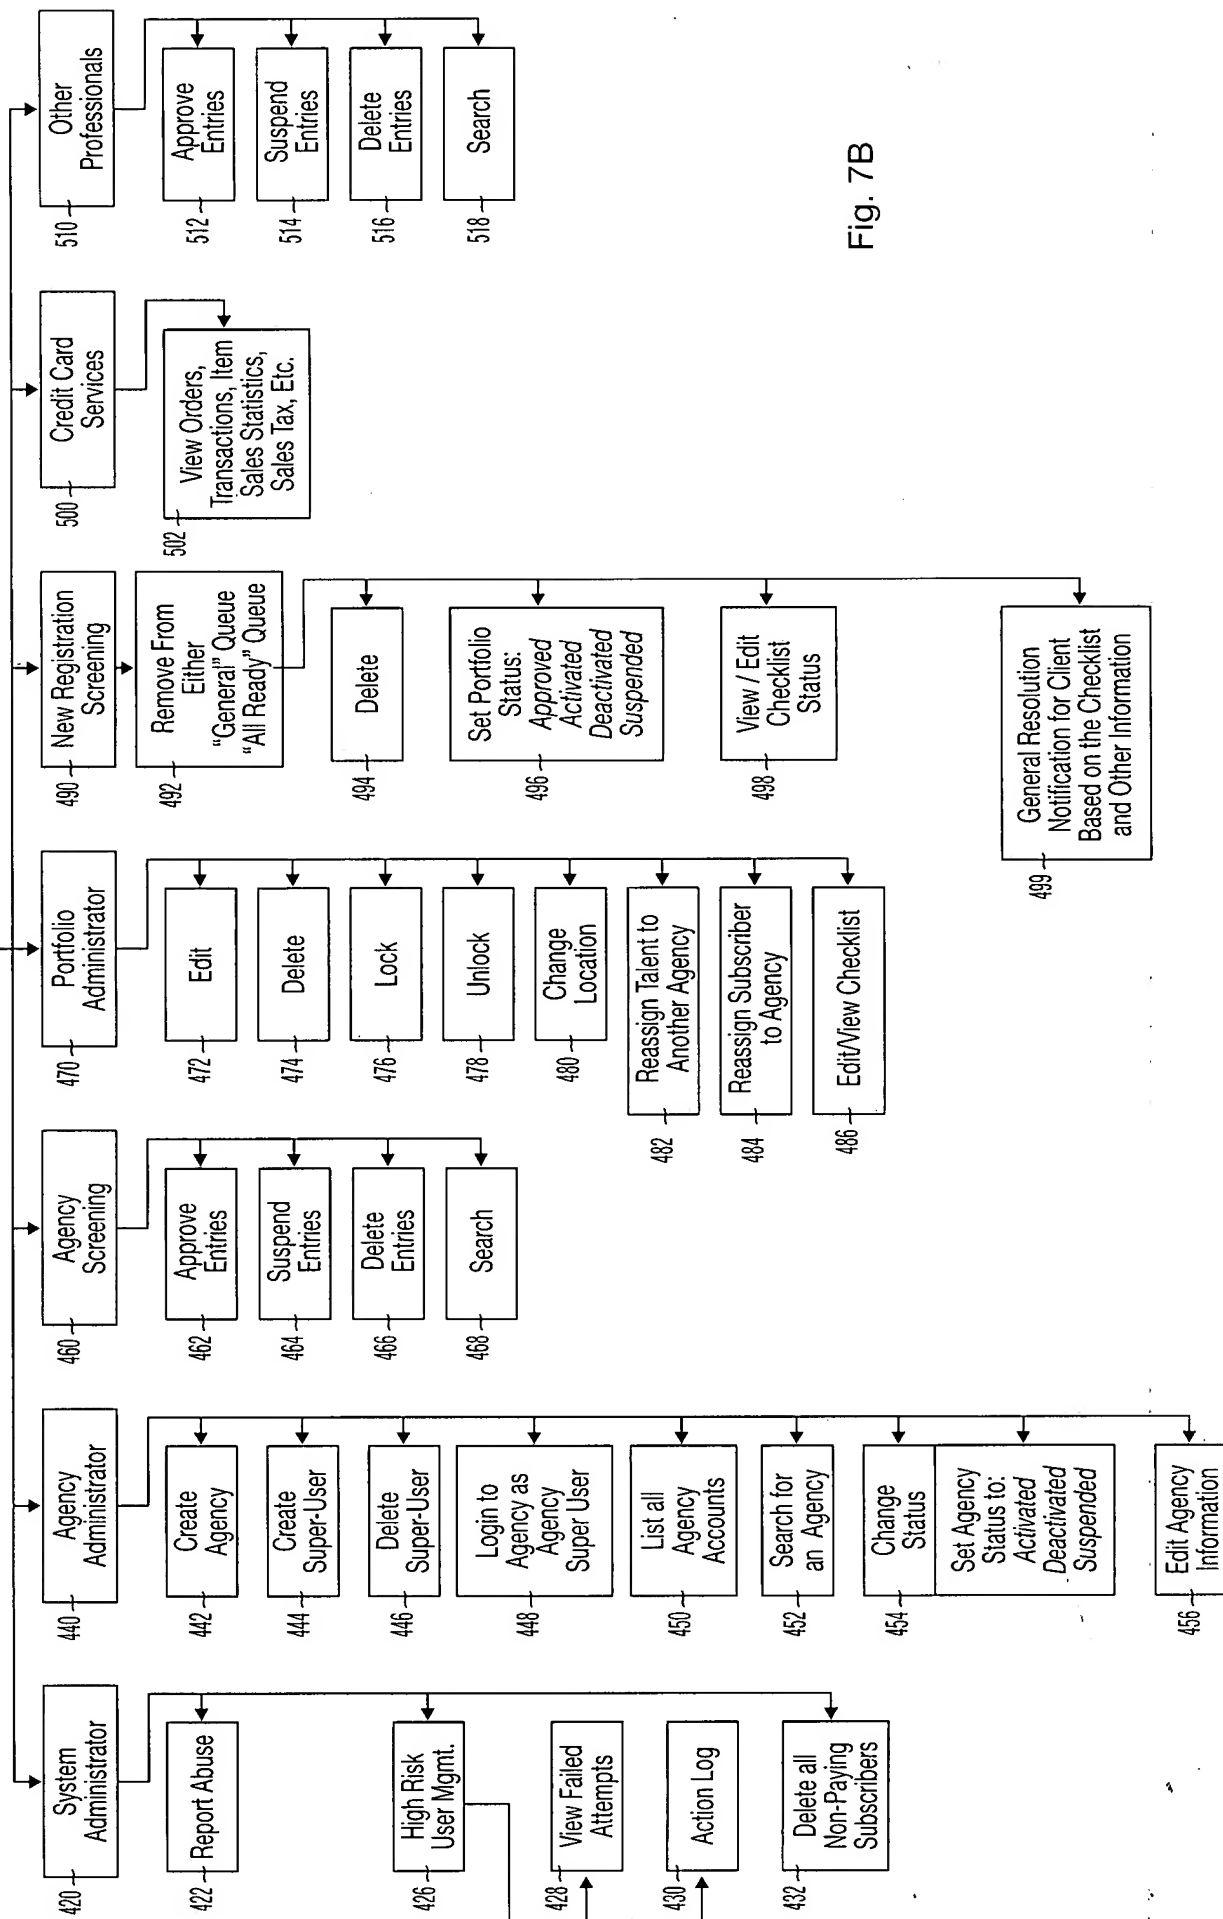 420
System
Administrator
422
Report Abuse
426
High Risk
User Mgmt.
428
View Failed
Attempts
430
Action Log
432
Delete all
Non-Paying
Subscribers
440
Agency
Administrator
442
Create
Agency
444
Create
Super-User
446
Delete
Super-User
448
Login to
Agency as
Agency
Super User
450
List all
Agency
Accounts
452
Search for
an Agency
454
Change
Status
Set Agency
Status to:
Activated
Deactivated
Suspended
456
Edit Agency
Information
460
Agency
Screening
462
Approve
Entries
464
Suspend
Entries
466
Delete
Entries
468
Search
470
Portfolio
Administrator
472
Edit
474
Delete
476
Lock
478
Unlock
480
Change
Location
482
Reassign Talent to
Another Agency
484
Reassign Subscriber
to Agency
486
Edit/View Checklist
490
New Registration
Screening
492
Remove From
Either
“General” Queue
“All Ready” Queue
494
Delete
496
Set Portfolio
Status:
Approved
Activated
Deactivated
Suspended
498
View / Edit
Checklist
Status
499
General Resolution
Notification for Client
Based on the Checklist
and Other Information
500
Credit Card
Services
502
View Orders,
Transactions, Item
Sales Statistics,
Sales Tax, Etc.
510
Other
Professionals
512
Approve
Entries
514
Suspend
Entries
516
Delete
Entries
518
Search
Fig. 7B